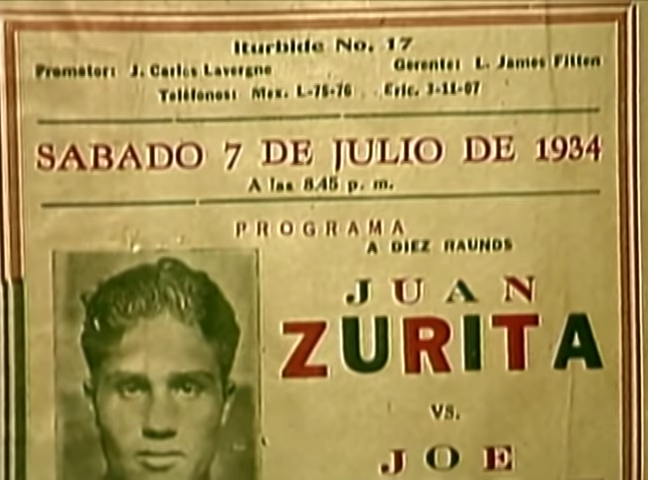 Iturbide No. 17
Promotor: J. Carlos Lavergne Gerente: L. James Fitten
Teléfonos: Mex. L-75-76 Eric. 3-11-07
SABADO 7 DE JULIO DE 1934
A las 8.45 p. m.
PROGRAMA
A DIEZ RAUNDS
JUAN
ZURITA
VS.
JOE